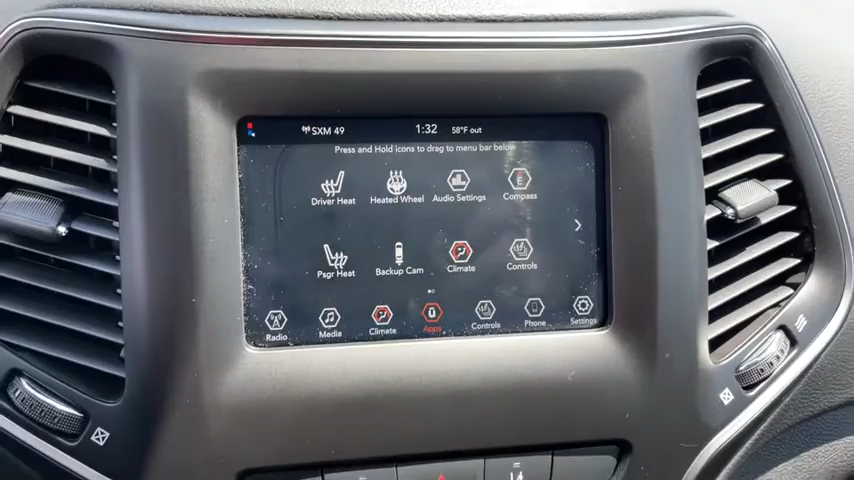 SXM 49 1:32 58°F out
Press and Hold icons to drag to menu bar below
Driver Heat Heated Wheel Audio Settings E Compass
Psgr Heat Backup Cam Climate Controls
Radio Media Climate Apps Controls Phone Settings